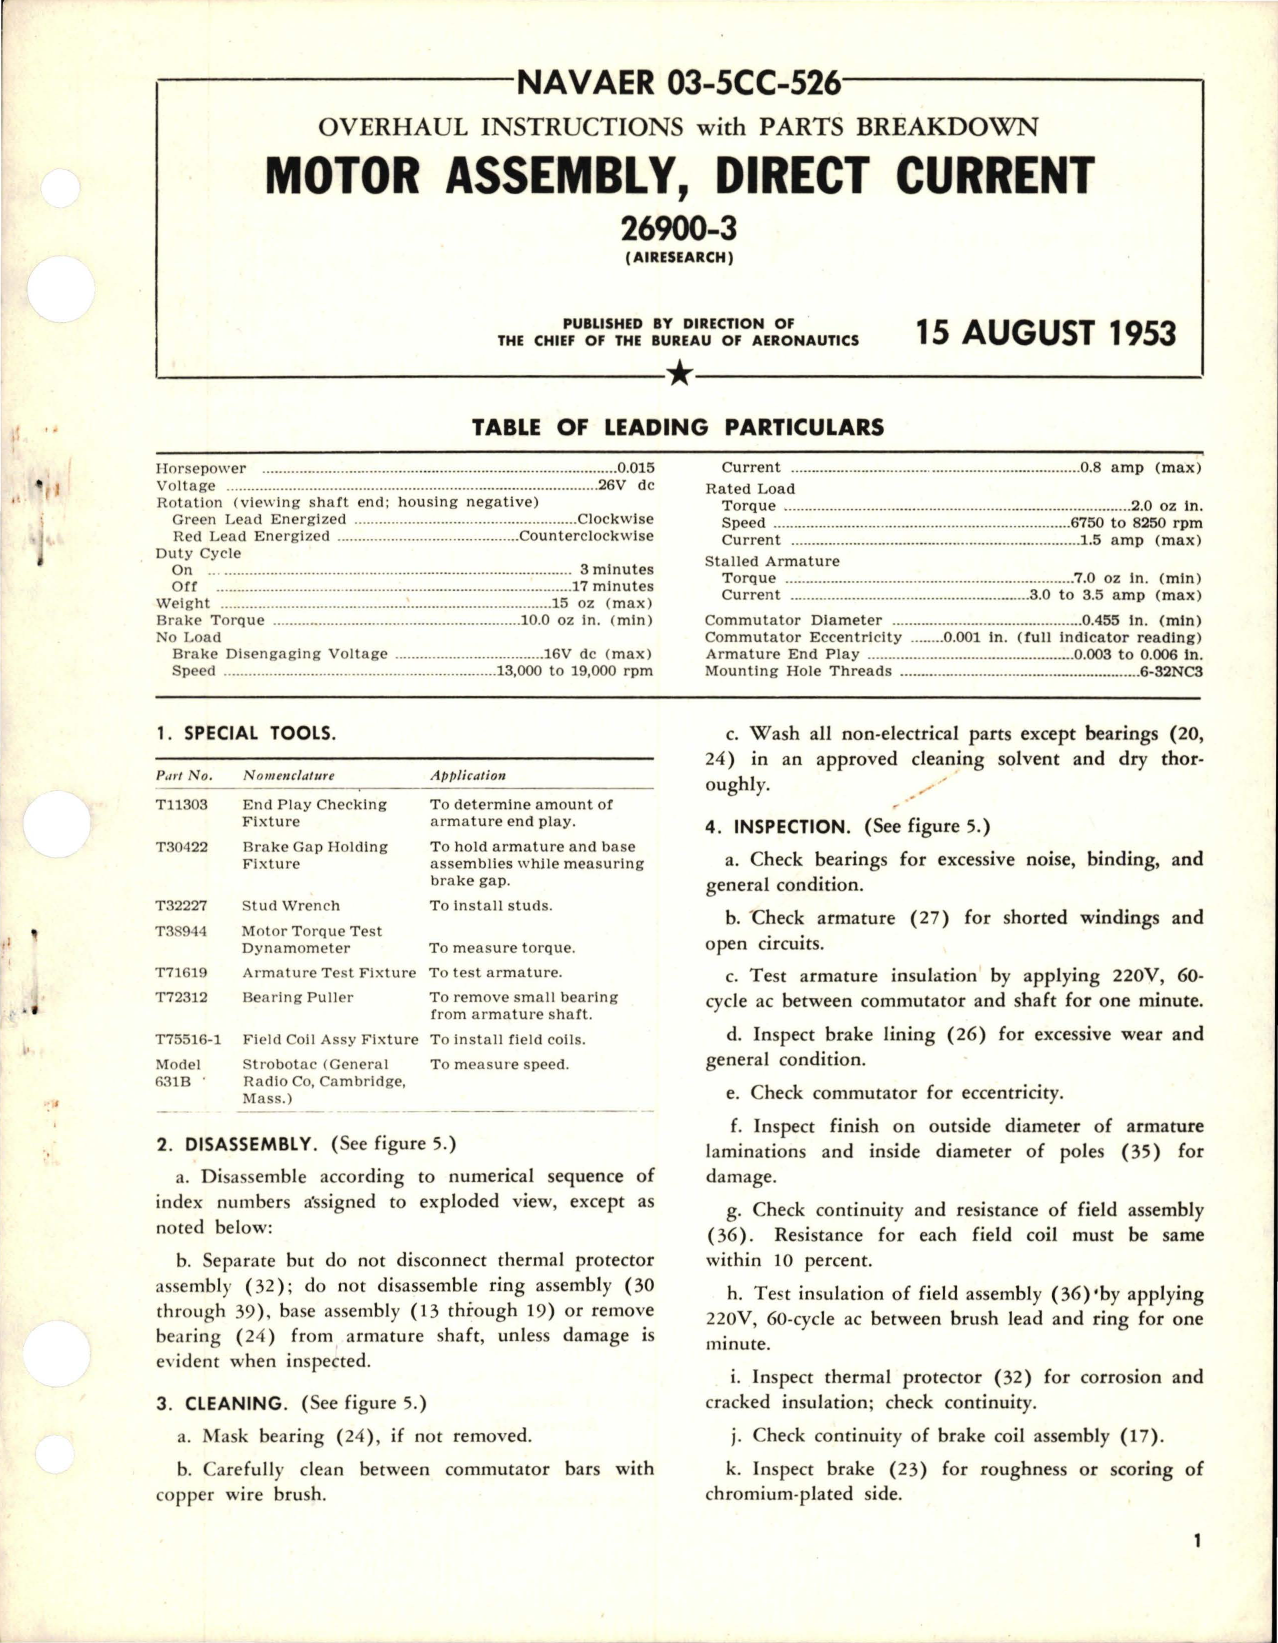 NAVAER 03-5CC-526
OVERHAUL INSTRUCTIONS with PARTS BREAKDOWN
MOTOR ASSEMBLY, DIRECT CURRENT
26900-3
(AIRESEARCH)
PUBLISHED BY DIRECTION OF
THE CHIEF OF THE BUREAU OF AERONAUTICS
15 AUGUST 1953
TABLE OF LEADING PARTICULARS
Horsepower 0.015
Voltage 26V dc
Rotation (viewing shaft end; housing negative)
Green Lead Energized Clockwise
Red Lead Energized Counterclockwise
Duty Cycle
On 3 minutes
Off 17 minutes
Weight 15 oz (max)
Brake Torque 10.0 oz in. (min)
No Load
Brake Disengaging Voltage 16V dc (max)
Speed 13,000 to 19,000 rpm
Current 0.8 amp (max)
Rated Load
Torque 2.0 oz in.
Speed 6750 to 8250 rpm
Current 1.5 amp (max)
Stalled Armature
Torque 7.0 oz in. (min)
Current 3.0 to 3.5 amp (max)
Commutator Diameter 0.455 in. (min)
Commutator Eccentricity 0.001 in. (full indicator reading)
Armature End Play 0.003 to 0.006 in.
Mounting Hole Threads 6-32NC3
1. SPECIAL TOOLS.
Part No. Nomenclature Application
T11303 End Play Checking To determine amount of
Fixture armature end play.
T30422 Brake Gap Holding To hold armature and base
Fixture assemblies while measuring
brake gap.
T32227 Stud Wrench To install studs.
T38944 Motor Torque Test
Dynamometer To measure torque.
T71619 Armature Test Fixture To test armature.
T72312 Bearing Puller To remove small bearing
from armature shaft.
T75516-1 Field Coil Assy Fixture To install field coils.
Model Strobotac (General To measure speed.
631B Radio Co, Cambridge,
Mass.)
2. DISASSEMBLY. (See figure 5.)
a. Disassemble according to numerical sequence of
index numbers assigned to exploded view, except as
noted below:
b. Separate but do not disconnect thermal protector
assembly (32); do not disassemble ring assembly (30
through 39), base assembly (13 through 19) or remove
bearing (24) from armature shaft, unless damage is
evident when inspected.
3. CLEANING. (See figure 5.)
a. Mask bearing (24), if not removed.
b. Carefully clean between commutator bars with
copper wire brush.
c. Wash all non-electrical parts except bearings (20,
24) in an approved cleaning solvent and dry thor-
oughly.
4. INSPECTION. (See figure 5.)
a. Check bearings for excessive noise, binding, and
general condition.
b. Check armature (27) for shorted windings and
open circuits.
c. Test armature insulation by applying 220V, 60-
cycle ac between commutator and shaft for one minute.
d. Inspect brake lining (26) for excessive wear and
general condition.
e. Check commutator for eccentricity.
f. Inspect finish on outside diameter of armature
laminations and inside diameter of poles (35) for
damage.
g. Check continuity and resistance of field assembly
(36). Resistance for each field coil must be same
within 10 percent.
h. Test insulation of field assembly (36) by applying
220V, 60-cycle ac between brush lead and ring for one
minute.
i. Inspect thermal protector (32) for corrosion and
cracked insulation; check continuity.
j. Check continuity of brake coil assembly (17).
k. Inspect brake (23) for roughness or scoring of
chromium-plated side.
1